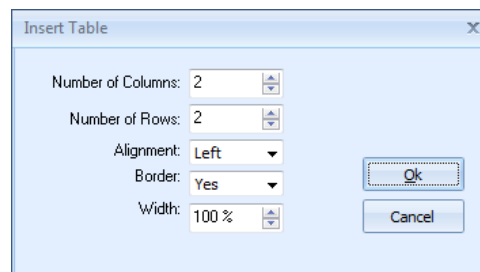 Insert Table
Number of Columns: 2
Number of Rows: 2
Alignment: Left
Border: Yes
Width: 100 %
Ok
Cancel